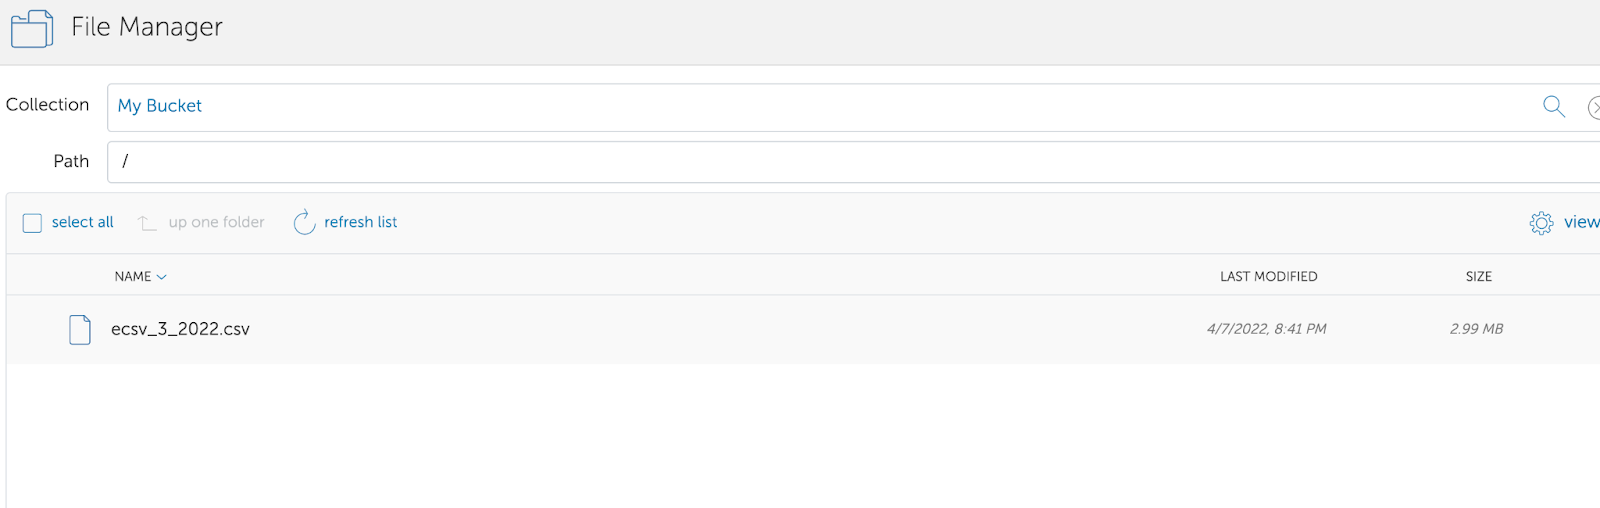 File Manager
Collection My Bucket
Path /
select all up one folder refresh list view
NAME LAST MODIFIED SIZE
ecsv_3_2022.csv 4/7/2022, 8:41 PM 2.99 MB